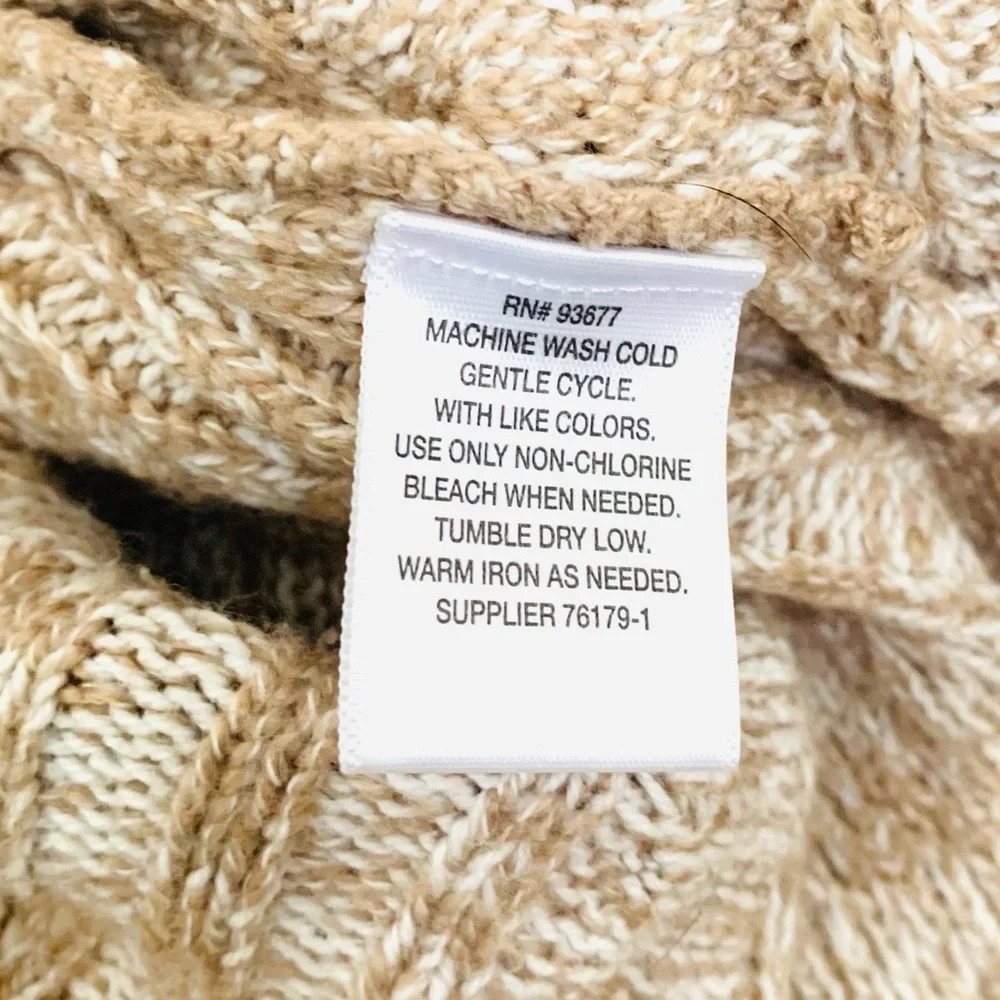 RN# 93677
MACHINE WASH COLD
GENTLE CYCLE.
WITH LIKE COLORS.
USE ONLY NON-CHLORINE
BLEACH WHEN NEEDED.
TUMBLE DRY LOW.
WARM IRON AS NEEDED.
SUPPLIER 76179-1